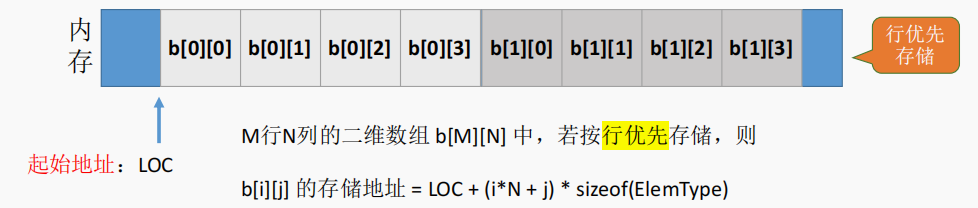 内存
b[0][0] b[0][1] b[0][2] b[0][3] b[1][0] b[1][1] b[1][2] b[1][3]
行优先
存储
起始地址：LOC
M行N列的二维数组 b[M][N] 中，若按行优先存储，则
b[i][j] 的存储地址 = LOC + (i*N + j) * sizeof(ElemType)